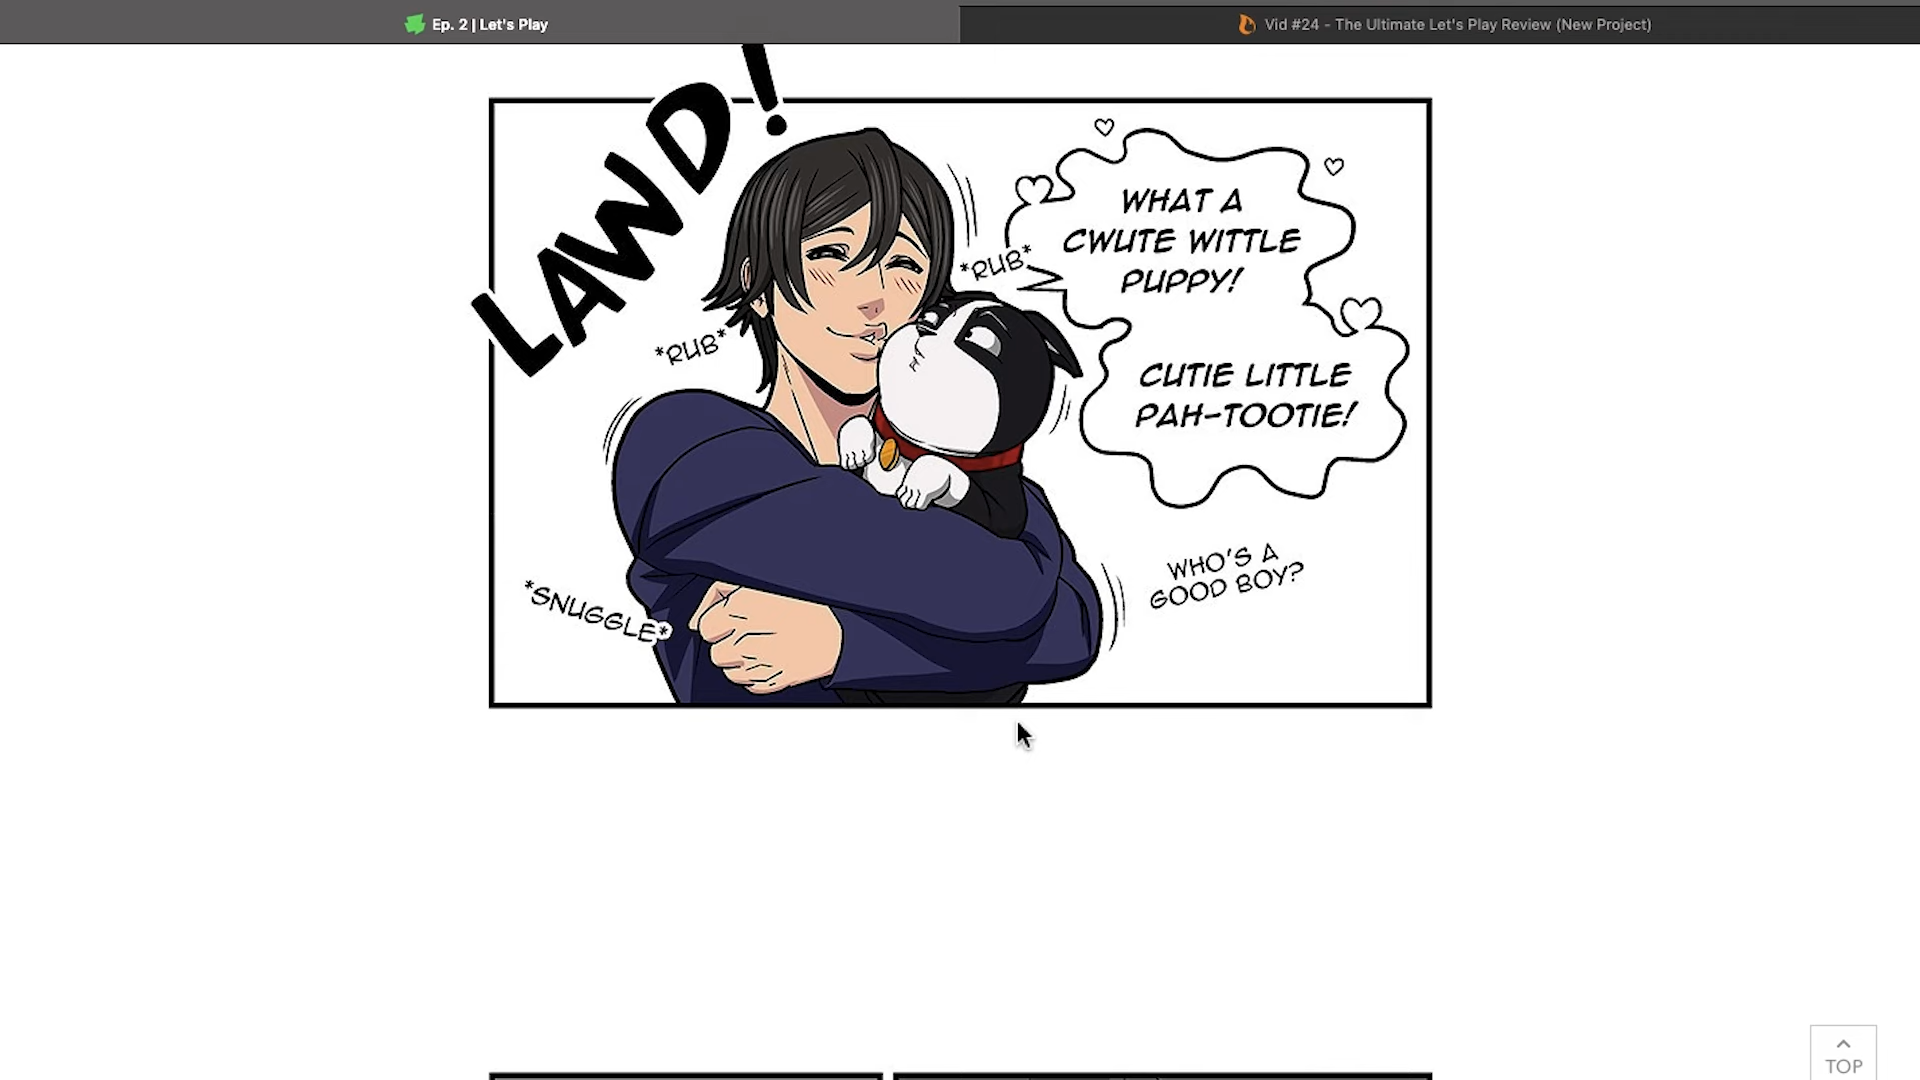 Ep. 2 | Let's Play
Vid #24 - The Ultimate Let's Play Review (New Project)
LAWD!
WHAT A
CWUTE WITTLE
PUPPY!
*RUB*
*RUB*
CUTIE LITTLE
PAH-TOOTIE!
WHO'S A
GOOD BOY?
*SNUGGLE*
TOP